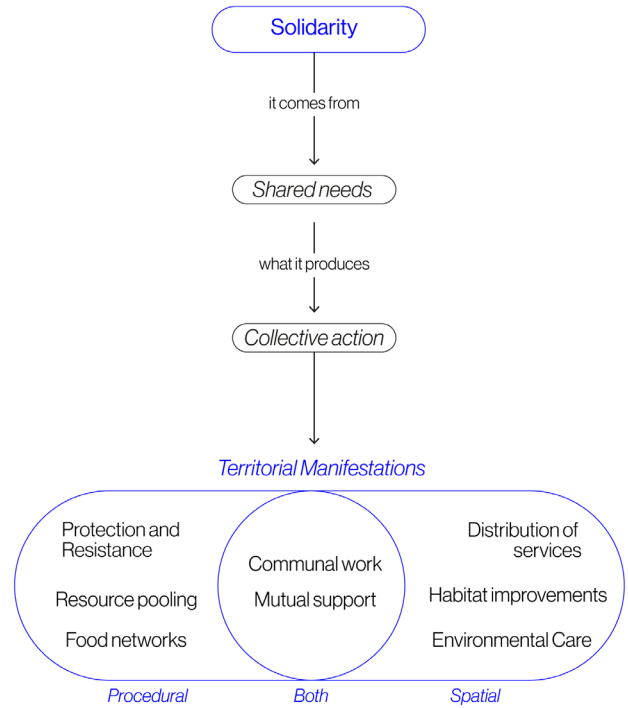 Solidarity
it comes from
Shared needs
what it produces
Collective action
Territorial Manifestations
Protection and
Resistance
Resource pooling
Food networks
Communal work
Mutual support
Distribution of
services
Habitat improvements
Environmental Care
Procedural
Both
Spatial